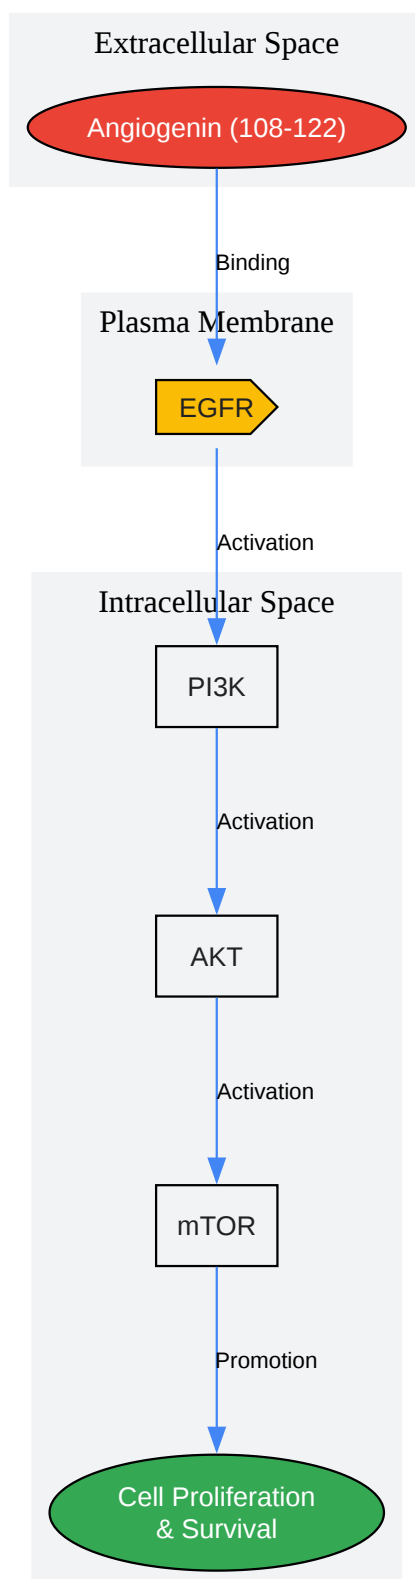 Extracellular Space
Angiogenin (108-122)
Binding
Plasma Membrane
EGFR
Activation
Intracellular Space
PI3K
Activation
AKT
Activation
mTOR
Promotion
Cell Proliferation
& Survival